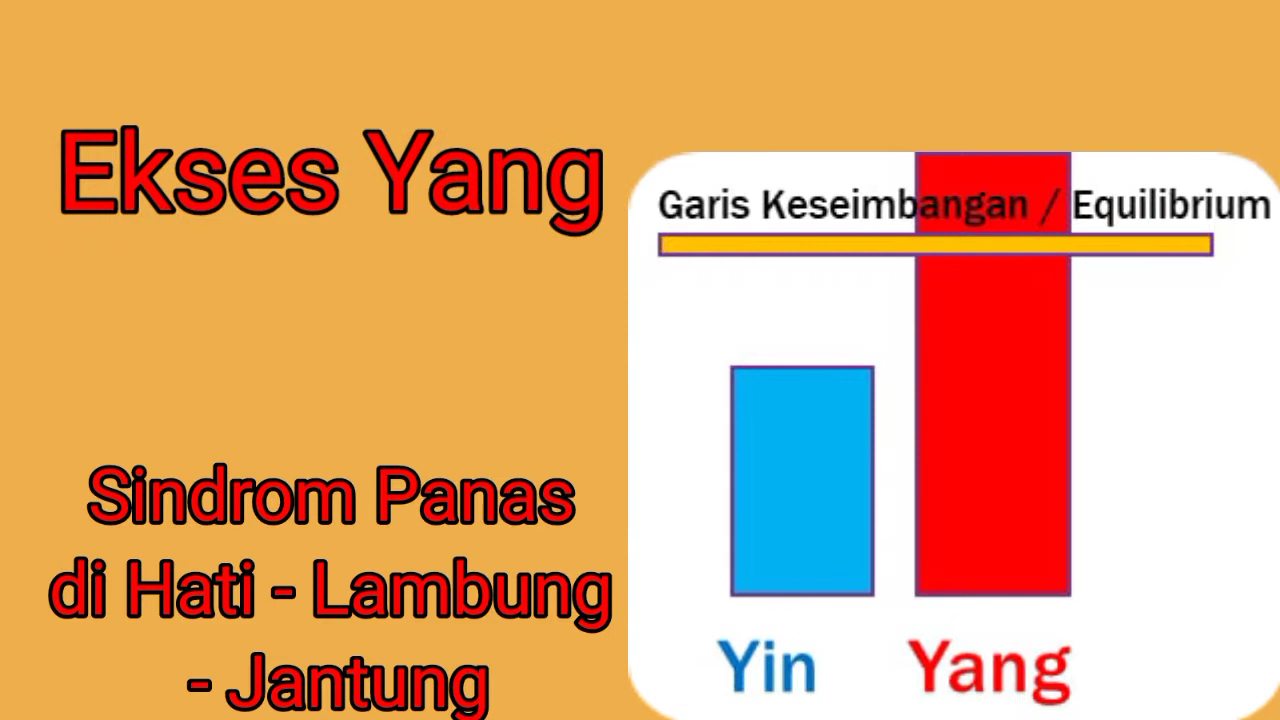 Ekses Yang
Sindrom Panas
di Hati - Lambung
- Jantung
Garis Keseimbangan / Equilibrium
Yin
Yang